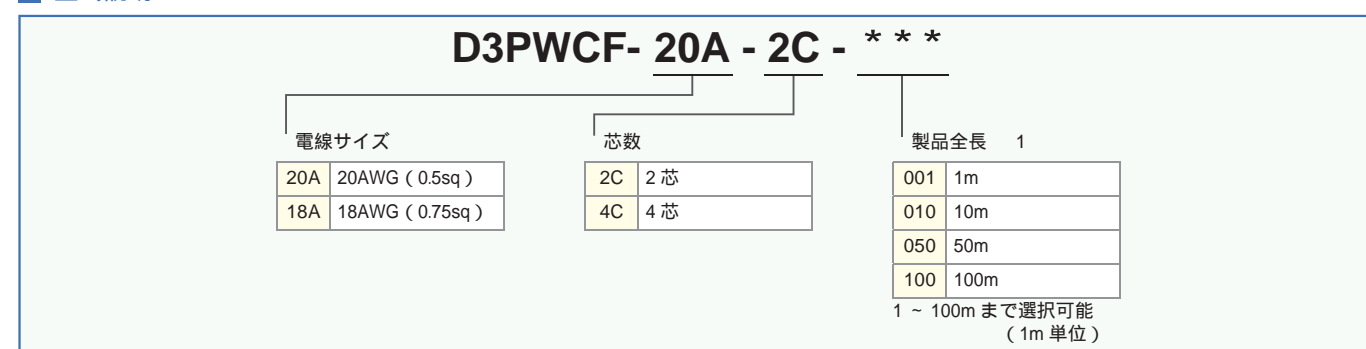 D3PWCF- 20A - 2C - * * *
電線サイズ
20A 20AWG ( 0.5sq )
18A 18AWG ( 0.75sq )
芯数
2C 2 芯
4C 4 芯
製品全長 1
001 1m
010 10m
050 50m
100 100m
1 ~ 100m まで選択可能
( 1m 単位 )